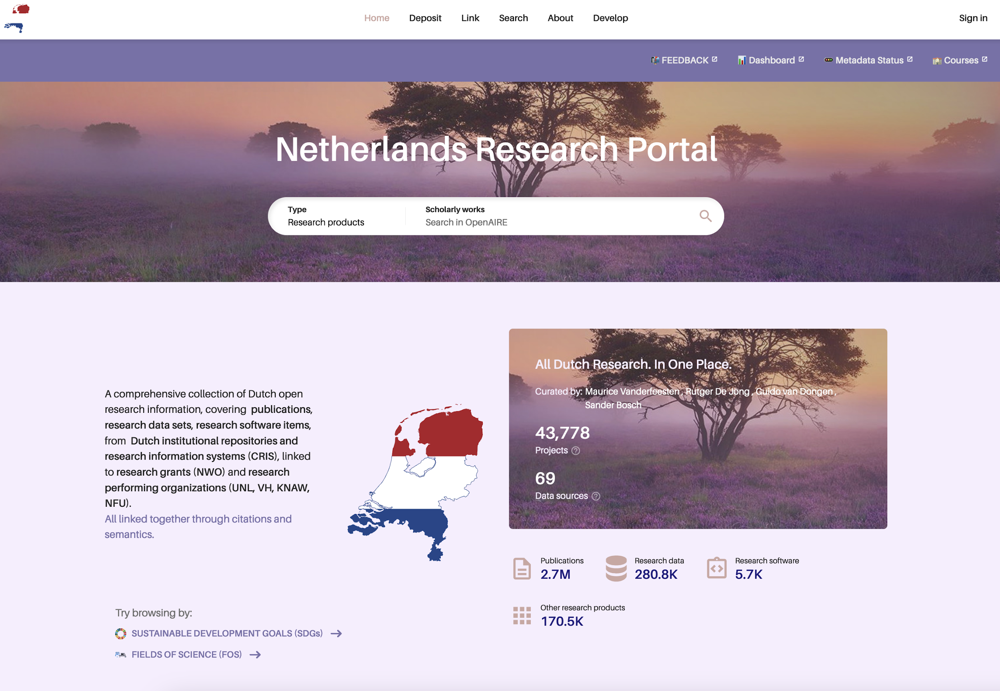 Home Deposit Link Search About Develop Sign in
FEEDBACK Dashboard Metadata Status Courses
Netherlands Research Portal
Type
Research products
Scholarly works
Search in OpenAIRE
A comprehensive collection of Dutch open
research information, covering publications,
research data sets, research software items,
from Dutch institutional repositories and
research information systems (CRIS), linked
to research grants (NWO) and research
performing organizations (UNL, VH, KNAW,
NFU).
All linked together through citations and
semantics.
Try browsing by:
SUSTAINABLE DEVELOPMENT GOALS (SDGs)
FIELDS OF SCIENCE (FOS)
All Dutch Research. In One Place.
Curated by: Maurice Vanderfeesten , Rutger De Jong , Guido van Dongen ,
Sander Bosch
43,778
Projects
69
Data sources
Publications
2.7M
Research data
280.8K
Research software
5.7K
Other research products
170.5K